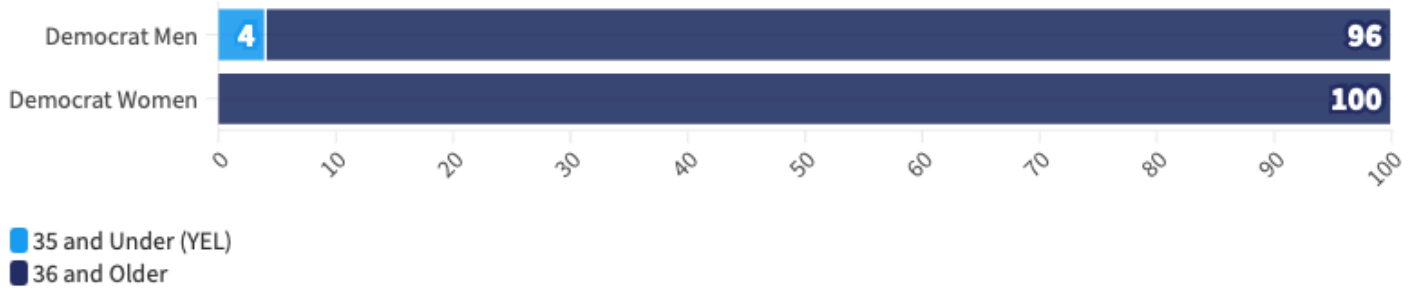 Democrat Men 4 96
Democrat Women 100
0 10 20 30 40 50 60 70 80 90 100
35 and Under (YEL)
36 and Older